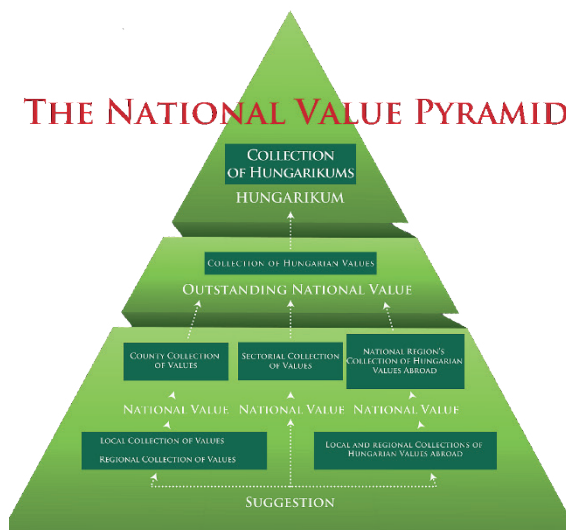 THE NATIONAL VALUE PYRAMID
COLLECTION
OF HUNGARIKUMS
HUNGARIKUM
COLLECTION OF HUNGARIAN VALUES
OUTSTANDING NATIONAL VALUE
COUNTY COLLECTION
OF VALUES
SECTORIAL COLLECTION
OF VALUES
NATIONAL REGION'S
COLLECTION OF HUNGARIAN
VALUES ABROAD
NATIONAL VALUE
NATIONAL VALUE
NATIONAL VALUE
LOCAL COLLECTION OF VALUES
REGIONAL COLLECTION OF VALUES
LOCAL AND REGIONAL COLLECTIONS OF
HUNGARIAN VALUES ABROAD
SUGGESTION